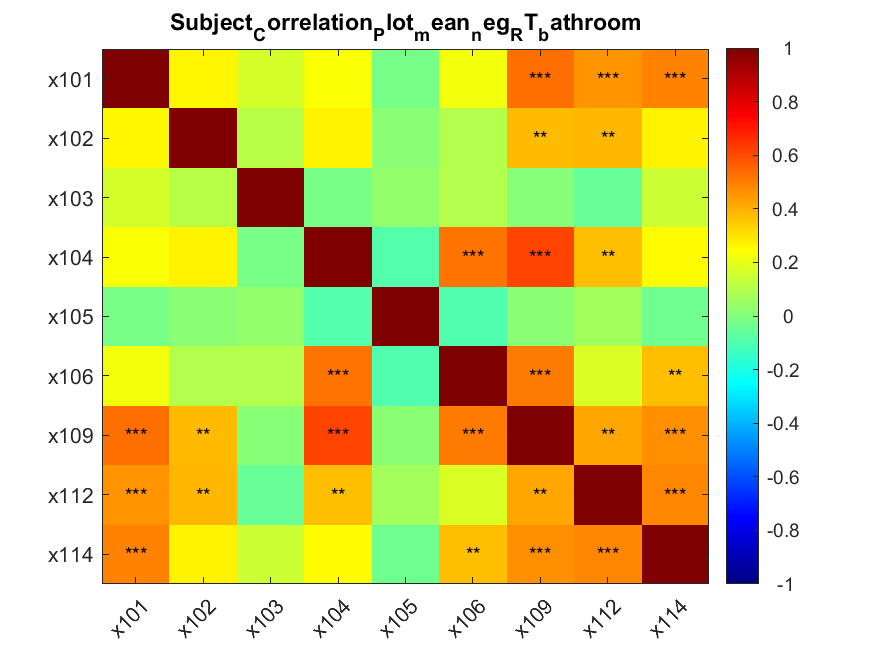 Subject_Correlation_Plot_mean_neg_RT_bathroom
x101 *** *** *** 1
0.8
x102 ** **
0.6
x103
0.4
x104 *** *** ** 0.2
x105 0
x106 *** *** ** -0.2
-0.4
x109 *** ** *** *** ** ***
-0.6
x112 *** ** ** ** ***
-0.8
x114 *** ** *** ***
-1
x101 x102 x103 x104 x105 x106 x109 x112 x114